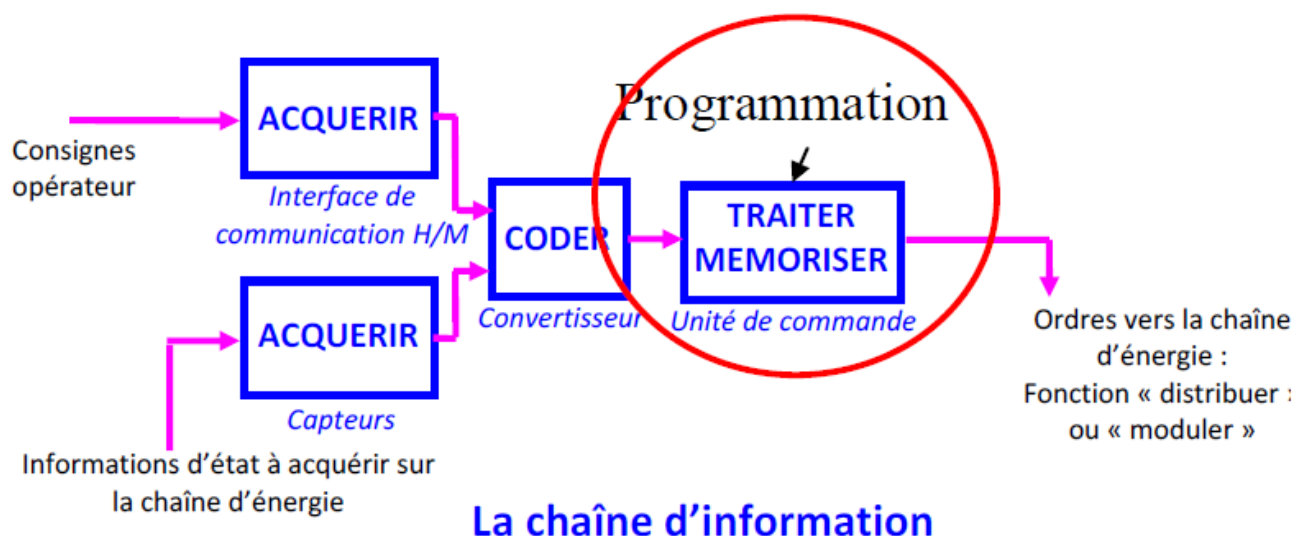 Programmation
ACQUERIR
Consignes
opérateur
Interface de
communication H/M
TRAITER
MEMORISER
CODER
Convertisseur
Unité de commande
ACQUERIR
Capteurs
Ordres vers la chaîne
d'énergie :
Fonction « distribuer »
ou « moduler »
Informations d'état à acquérir sur
la chaîne d'énergie
La chaîne d'information